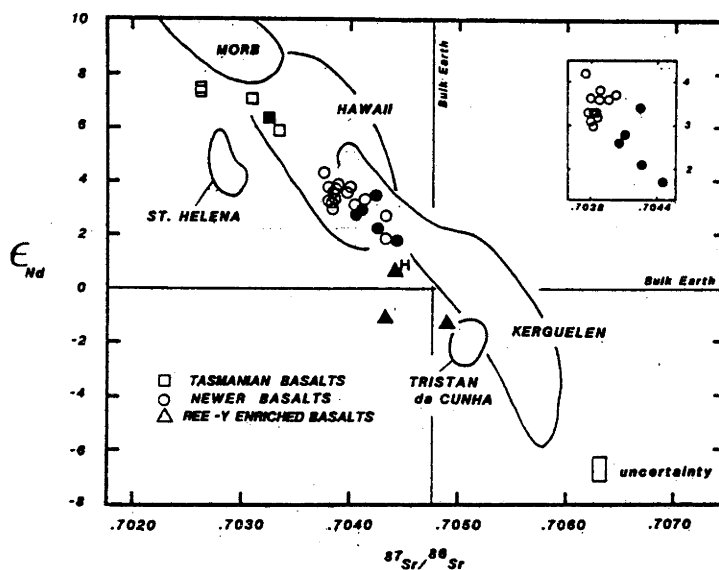 10
8
6
4
2
0
-2
-4
-6
-8
ϵNd
MORB
HAWAII
ST. HELENA
Bulk Earth
4
3
2
.7038
.7044
Bulk Earth
H
KERGUELEN
TRISTAN
da CUNHA
□ TASMANIAN BASALTS
○ NEWER BASALTS
▲ REE-Y ENRICHED BASALTS
uncertainty
.7020
.7030
.7040
.7050
.7060
.7070
87Sr/86Sr